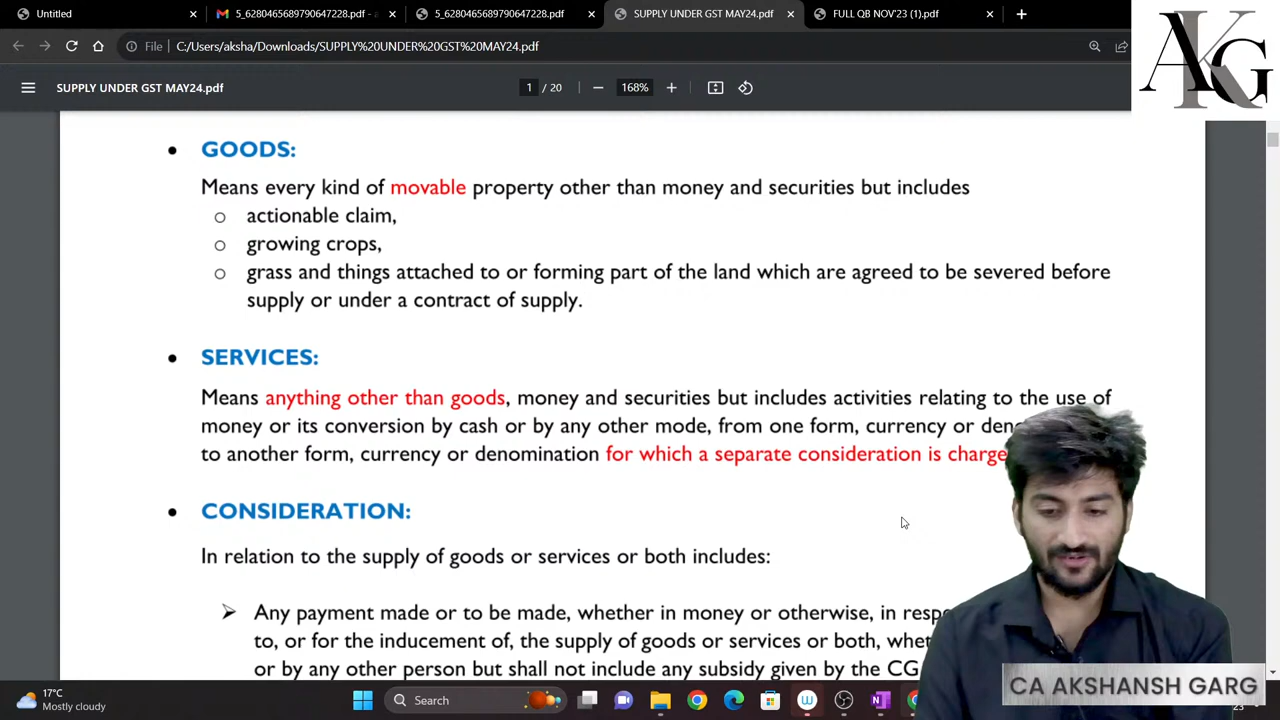 Untitled
5_6280465689790647228.pdf - a
5_6280465689790647228.pdf
SUPPLY UNDER GST MAY24.pdf
FULL QB NOV'23 (1).pdf
File
C:/Users/aksha/Downloads/SUPPLY%20UNDER%20GST%20MAY24.pdf
AKG
SUPPLY UNDER GST MAY24.pdf
1 / 20
168%
• GOODS:
Means every kind of movable property other than money and securities but includes
o actionable claim,
o growing crops,
o grass and things attached to or forming part of the land which are agreed to be severed before
supply or under a contract of supply.
• SERVICES:
Means anything other than goods, money and securities but includes activities relating to the use of
money or its conversion by cash or by any other mode, from one form, currency or
to another form, currency or denomination for which a separate consideration is
• CONSIDERATION:
In relation to the supply of goods or services or both includes:
➢ Any payment made or to be made, whether in money or otherwise, in
to, or for the inducement of, the supply of goods or services or both,
or by any other person but shall not include any subsidy given by the CG
CA AKSHANSH GARG
17°C
Mostly cloudy
Search
23